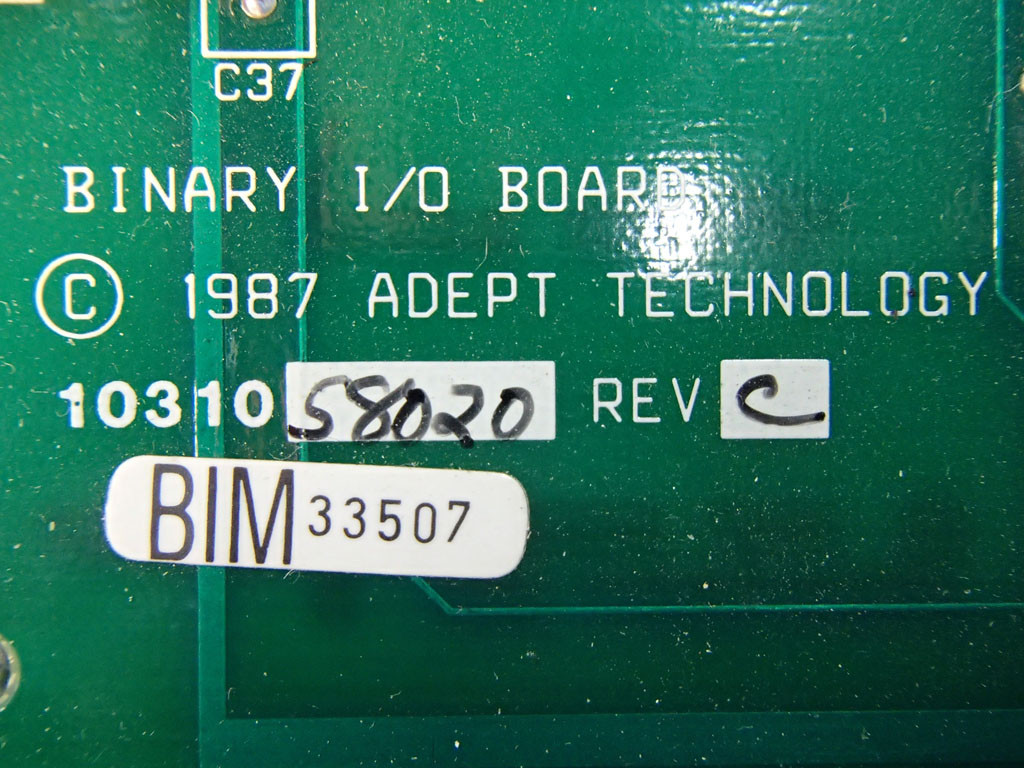 C37
BINARY I/O BOARD
© 1987 ADEPT TECHNOLOGY
10310 58020 REV C
BIM 33507